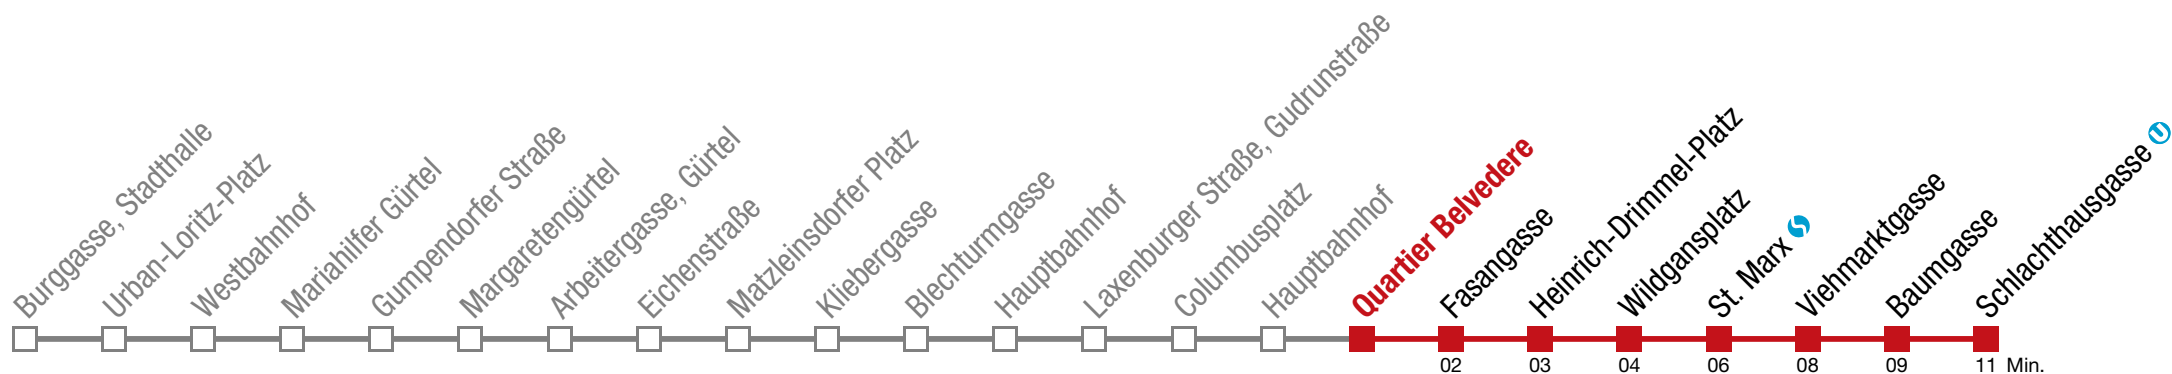 Burggasse, Stadthalle
Urban-Loritz-Platz
Westbahnhof
Mariahilfer Gürtel
Gumpendorfer Straße
Margaretengürtel
Arbeitergasse, Gürtel
Eichenstraße
Matzleinsdorfer Platz
Kliebergasse
Blechturmgasse
Hauptbahnhof
Laxenburger Straße, Gudrunstraße
Columbusplatz
Hauptbahnhof
Quartier Belvedere
Fasangasse
Heinrich-Drimmel-Platz
Wildgansplatz
St. Marx S
Viehmarktgasse
Baumgasse
Schlachthausgasse U
02 03 04 06 08 09 11 Min.